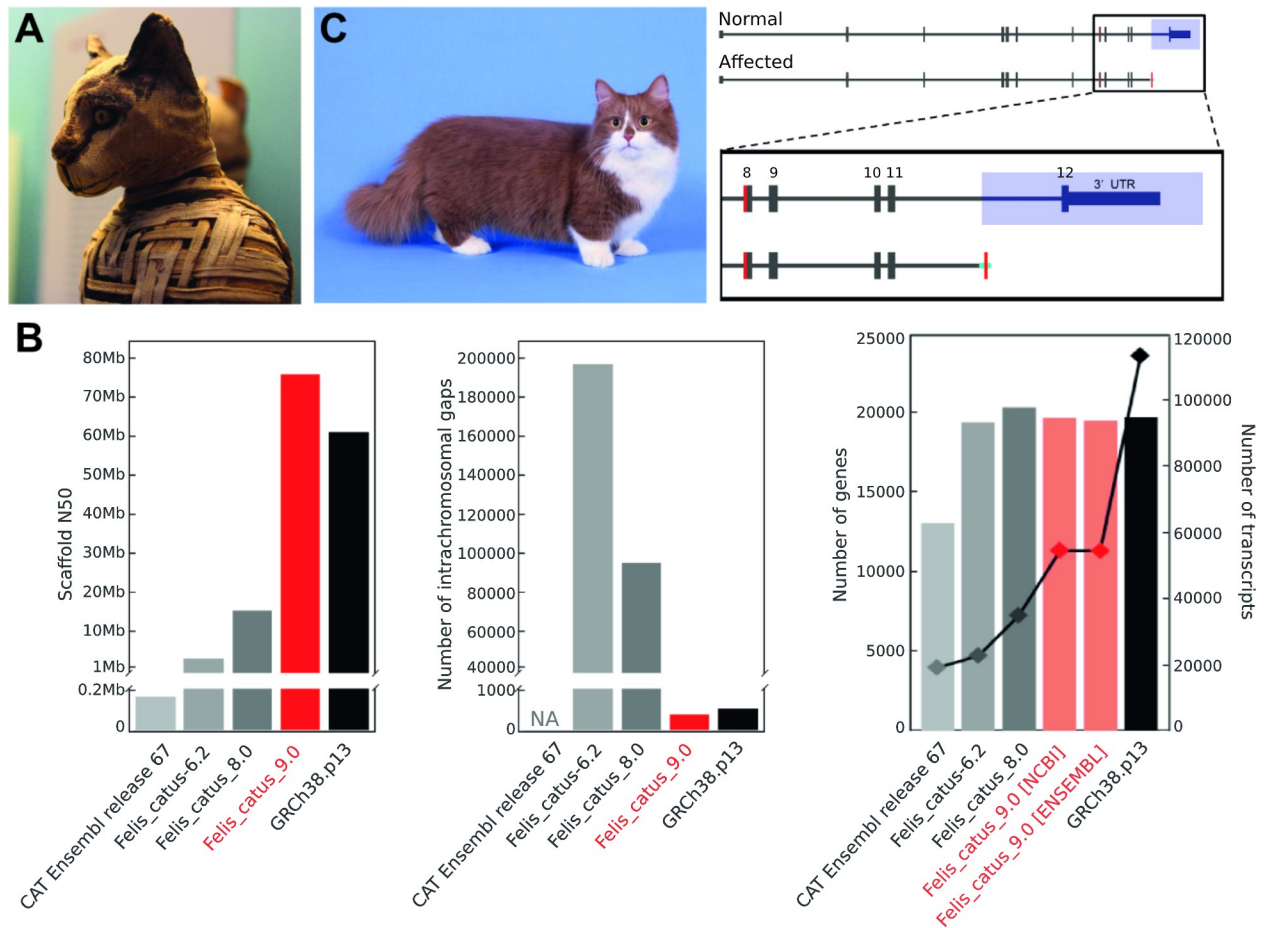 A
C
Normal
Affected
8
9
10
11
12
3' UTR
B
Scaffold N50
80Mb
70Mb
60Mb
50Mb
40Mb
30Mb
20Mb
10Mb
1Mb
0.2Mb
0
CAT Ensembl release 67
Felis_catus-6.2
Felis_catus_8.0
Felis_catus_9.0
GRCh38.p13
Number of intrachromosomal gaps
200000
180000
160000
140000
120000
100000
80000
60000
40000
1000
0
NA
CAT Ensembl release 67
Felis_catus-6.2
Felis_catus_8.0
Felis_catus_9.0
GRCh38.p13
Number of genes
25000
20000
15000
10000
5000
0
120000
100000
80000
60000
40000
20000
0
Number of transcripts
CAT Ensembl release 67
Felis_catus-6.2
Felis_catus_8.0
Felis_catus_9.0 [NCBI]
Felis_catus_9.0 [ENSEMBL]
GRCh38.p13